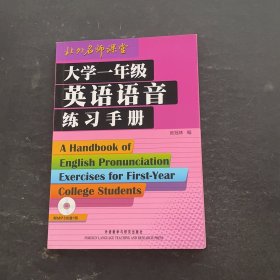 北外名师课堂
大学一年级
英语语音
练习手册
A Handbook of
English Pronunciation
Exercises for First-Year
College Students
外语教学与研究出版社
FOREIGN LANGUAGE TEACHING AND RESEARCH PRESS